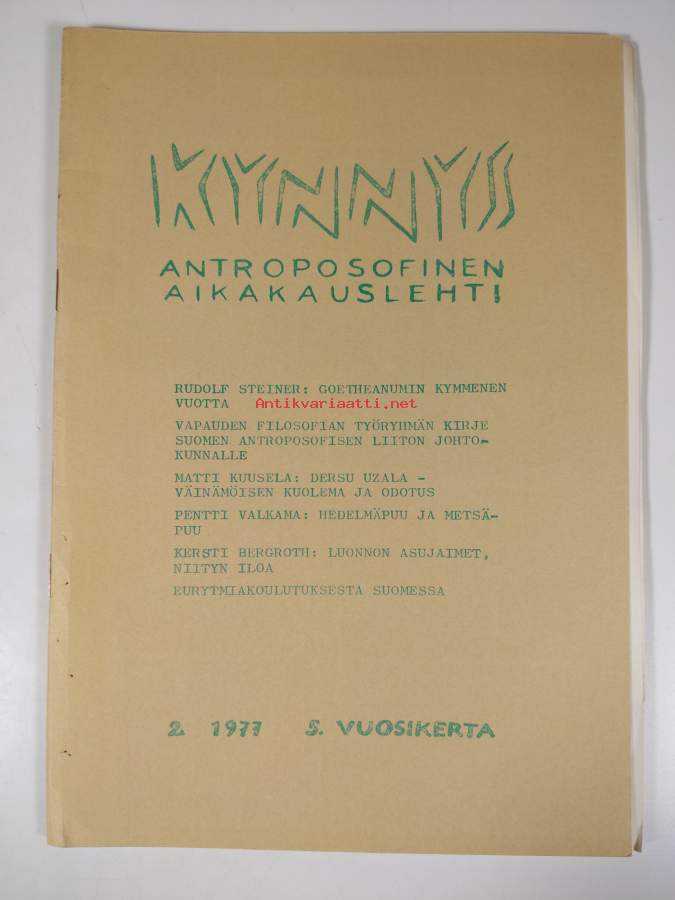 KYNNYS
ANTROPOSOFINEN
AIKAKAUSLEHTI
RUDOLF STEINER: GOETHEANUMIN KYMMENEN
VUOTTA
Antikvariaatti.net
VAPAUDEN FILOSOFIAN TYÖRYHMÄN KIRJE
SUOMEN ANTROPOSOFISEN LIITON JOHTO-
KUNNALLE
MATTI KUUSELA: DERSU UZALA -
VÄINÄMÖISEN KUOLEMA JA ODOTUS
PENTTI VALKAMA: HEDELMÄPUU JA METSÄ-
PUU
KERSTI BERGROTH: LUONNON ASUJAIMET,
NIITYN ILOA
EURYTMIAKOULUTUKSESTA SUOMESSA
2. 1977 5. VUOSIKERTA